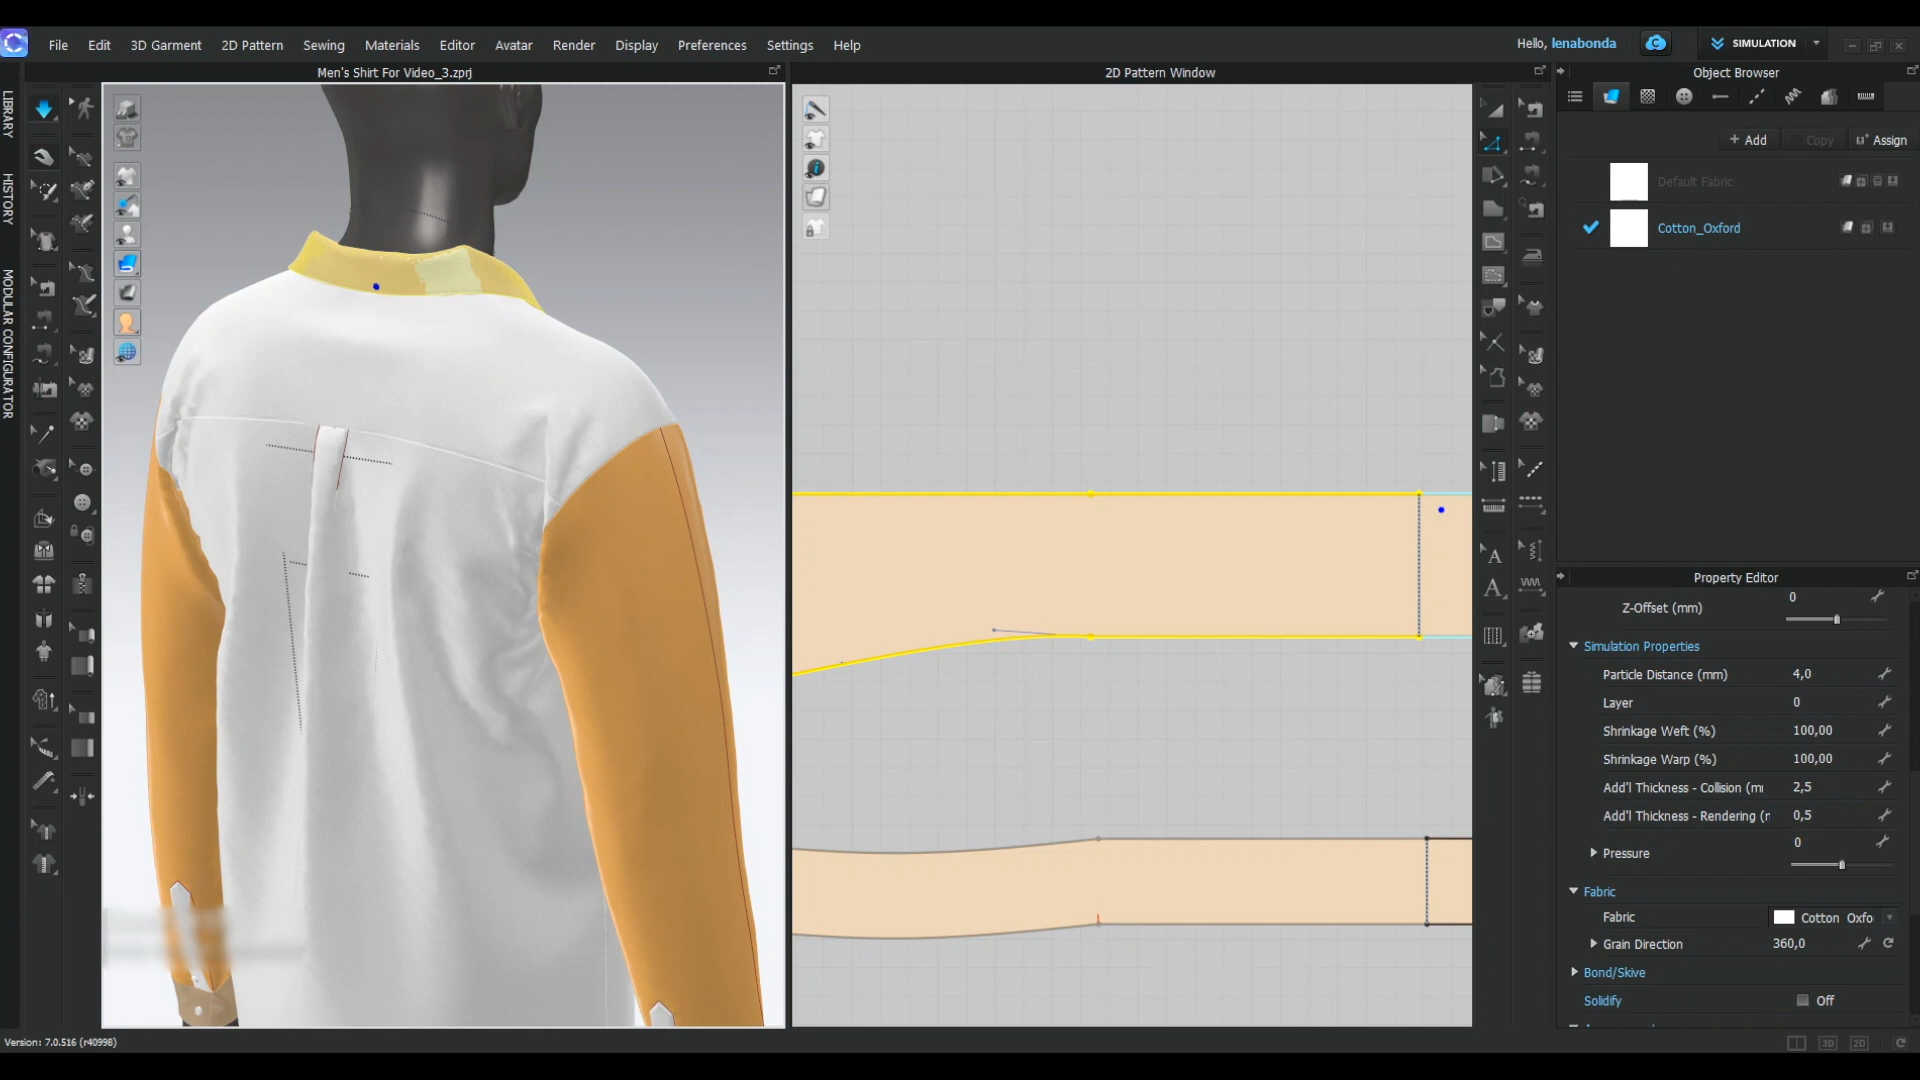 File Edit 3D Garment 2D Pattern Sewing Materials Editor Avatar Render Display Preferences Settings Help
Hello, lenabonda
SIMULATION
Men's Shirt For Video_3.zprj
2D Pattern Window
Object Browser
LIBRARY
HISTORY
MODULAR CONFIGURATOR
+ Add
Copy
Assign
Default Fabric
Cotton_Oxford
Property Editor
Z-Offset (mm) 0
Simulation Properties
Particle Distance (mm) 4,0
Layer 0
Shrinkage Weft (%) 100,00
Shrinkage Warp (%) 100,00
Add'l Thickness - Collision (m 2,5
Add'l Thickness - Rendering (r 0,5
Pressure 0
Fabric
Fabric Cotton Oxfo
Grain Direction 360,0
Bond/Skive
Solidify Off
Version: 7.0.516 (r40998)
3D 2D